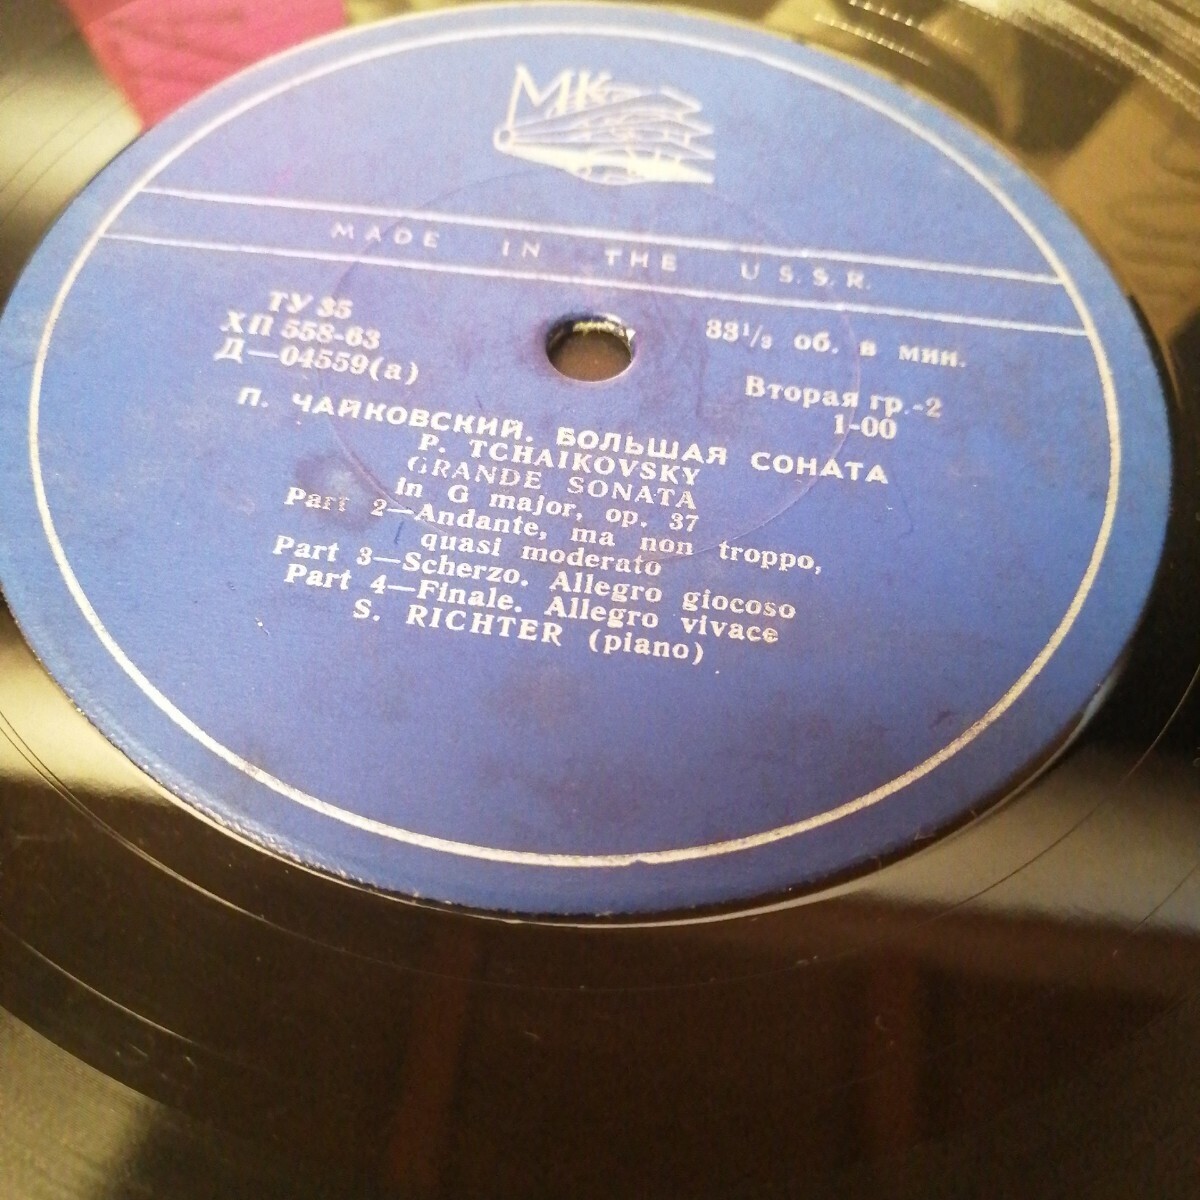 МК
MADE IN THE U.S.S.R.
ТУ 35
ХП 558-63
Д—04559(а)
33⅓ об. в мин.
Вторая гр.-2
1-00
П. ЧАЙКОВСКИЙ. БОЛЬШАЯ СОНАТА
P. TCHAIKOVSKY
GRANDE SONATA
in G major, op. 37
Part 2—Andante, ma non troppo,
quasi moderato
Part 3—Scherzo. Allegro giocoso
Part 4—Finale. Allegro vivace
S. RICHTER (piano)